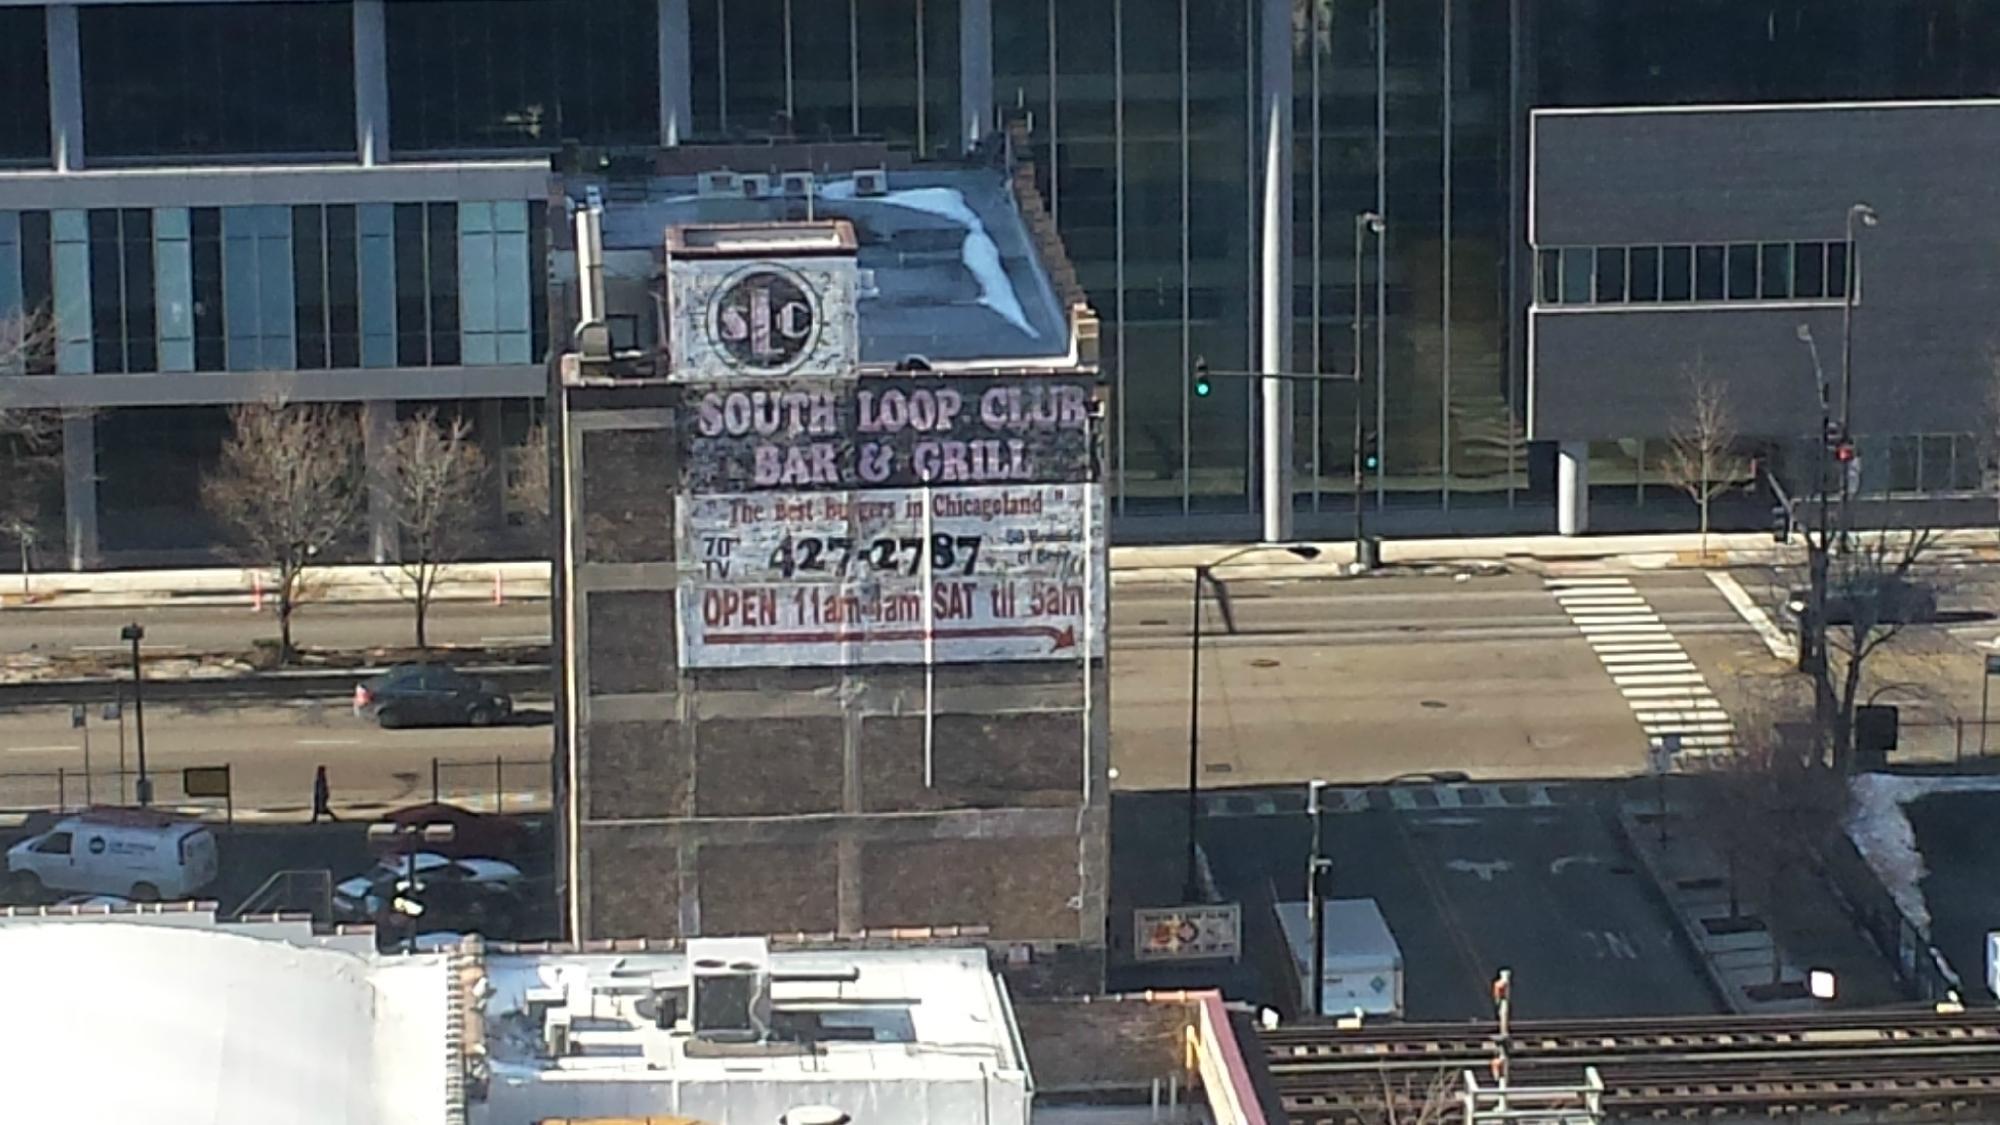 SLC
SOUTH LOOP CLUB
BAR & GRILL
"The Best Burgers in Chicagoland"
70" TV 427-2787
OPEN 11am-4am SAT til 5am